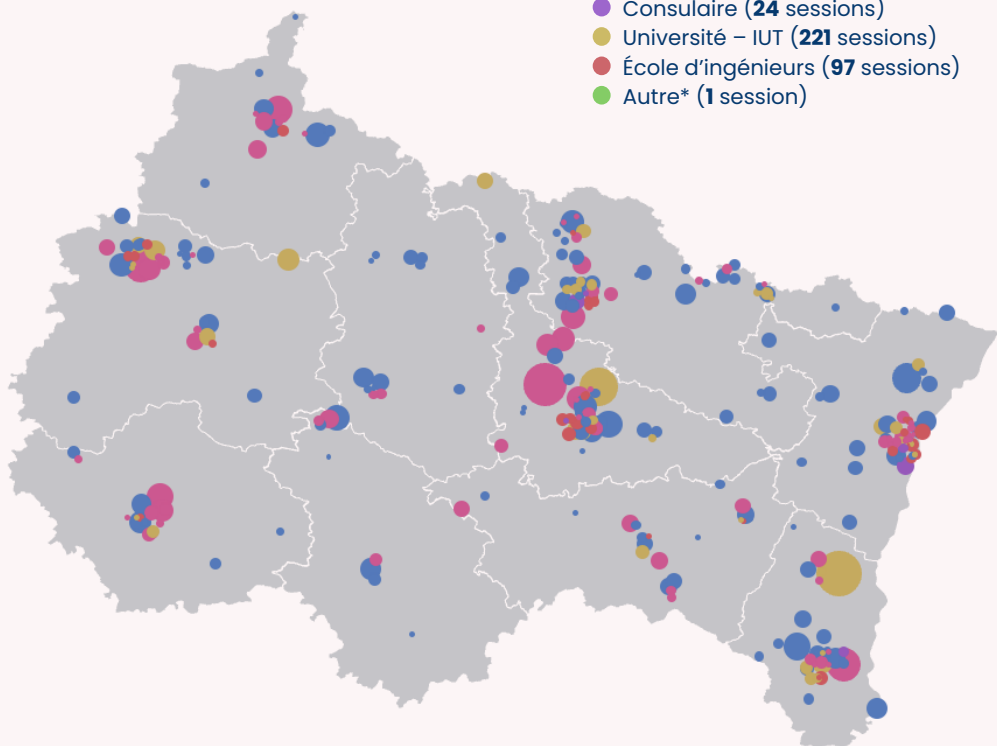 Consulaire (24 sessions)
Université – IUT (221 sessions)
École d'ingénieurs (97 sessions)
Autre* (1 session)